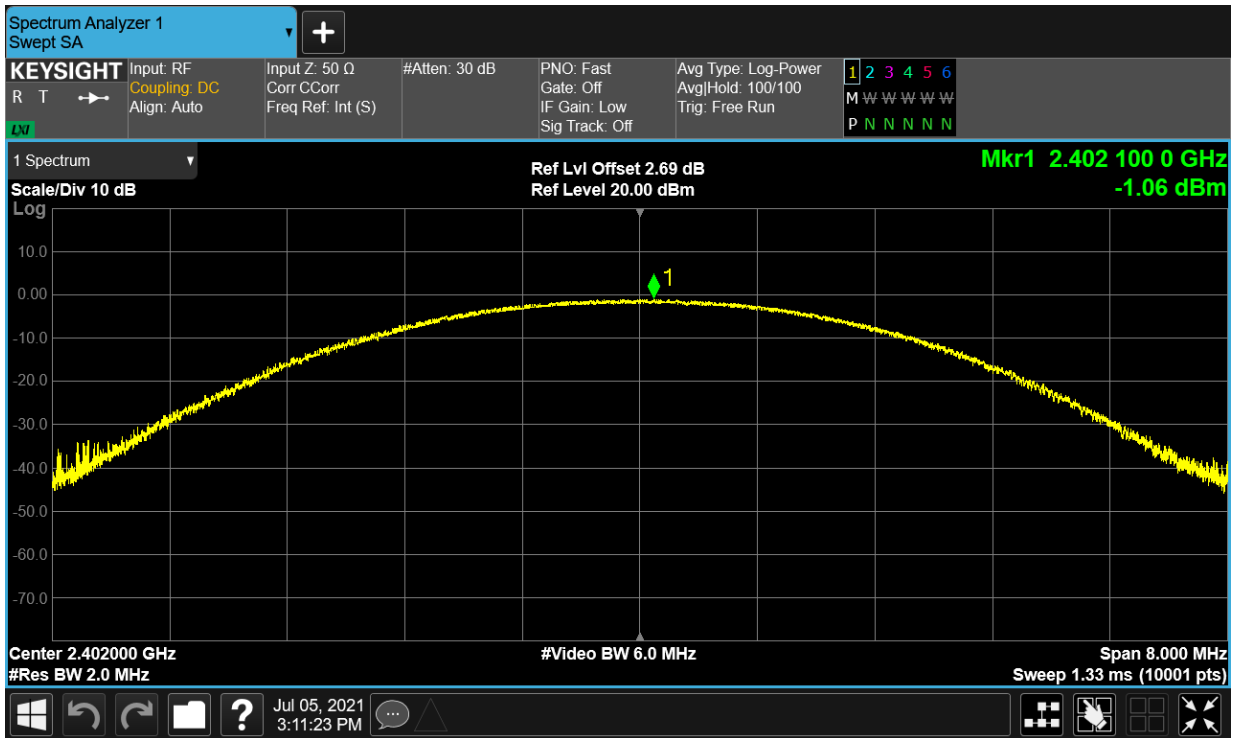 Spectrum Analyzer 1
Swept SA
KEYSIGHT
R T
LXI
Input: RF
Coupling: DC
Align: Auto
Input Z: 50 Ω
Corr CCorr
Freq Ref: Int (S)
#Atten: 30 dB
PNO: Fast
Gate: Off
IF Gain: Low
Sig Track: Off
Avg Type: Log-Power
Avg|Hold: 100/100
Trig: Free Run
1 2 3 4 5 6
M W W W W W
P N N N N N
1 Spectrum
Scale/Div 10 dB
Log
Ref Lvl Offset 2.69 dB
Ref Level 20.00 dBm
Mkr1 2.402 100 0 GHz
-1.06 dBm
10.0
0.00
-10.0
-20.0
-30.0
-40.0
-50.0
-60.0
-70.0
1
Center 2.402000 GHz
#Res BW 2.0 MHz
#Video BW 6.0 MHz
Span 8.000 MHz
Sweep 1.33 ms (10001 pts)
?
Jul 05, 2021
3:11:23 PM